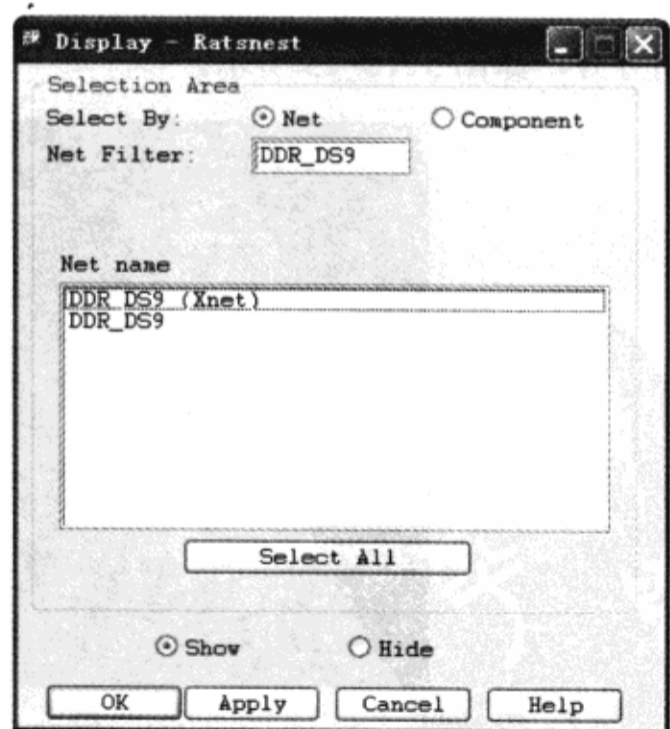 Display - Ratsnest
Selection Area
Select By: Net Component
Net Filter: DDR_DS9
Net name
DDR_DS9 (Xnet)
DDR_DS9
Select All
Show Hide
OK Apply Cancel Help